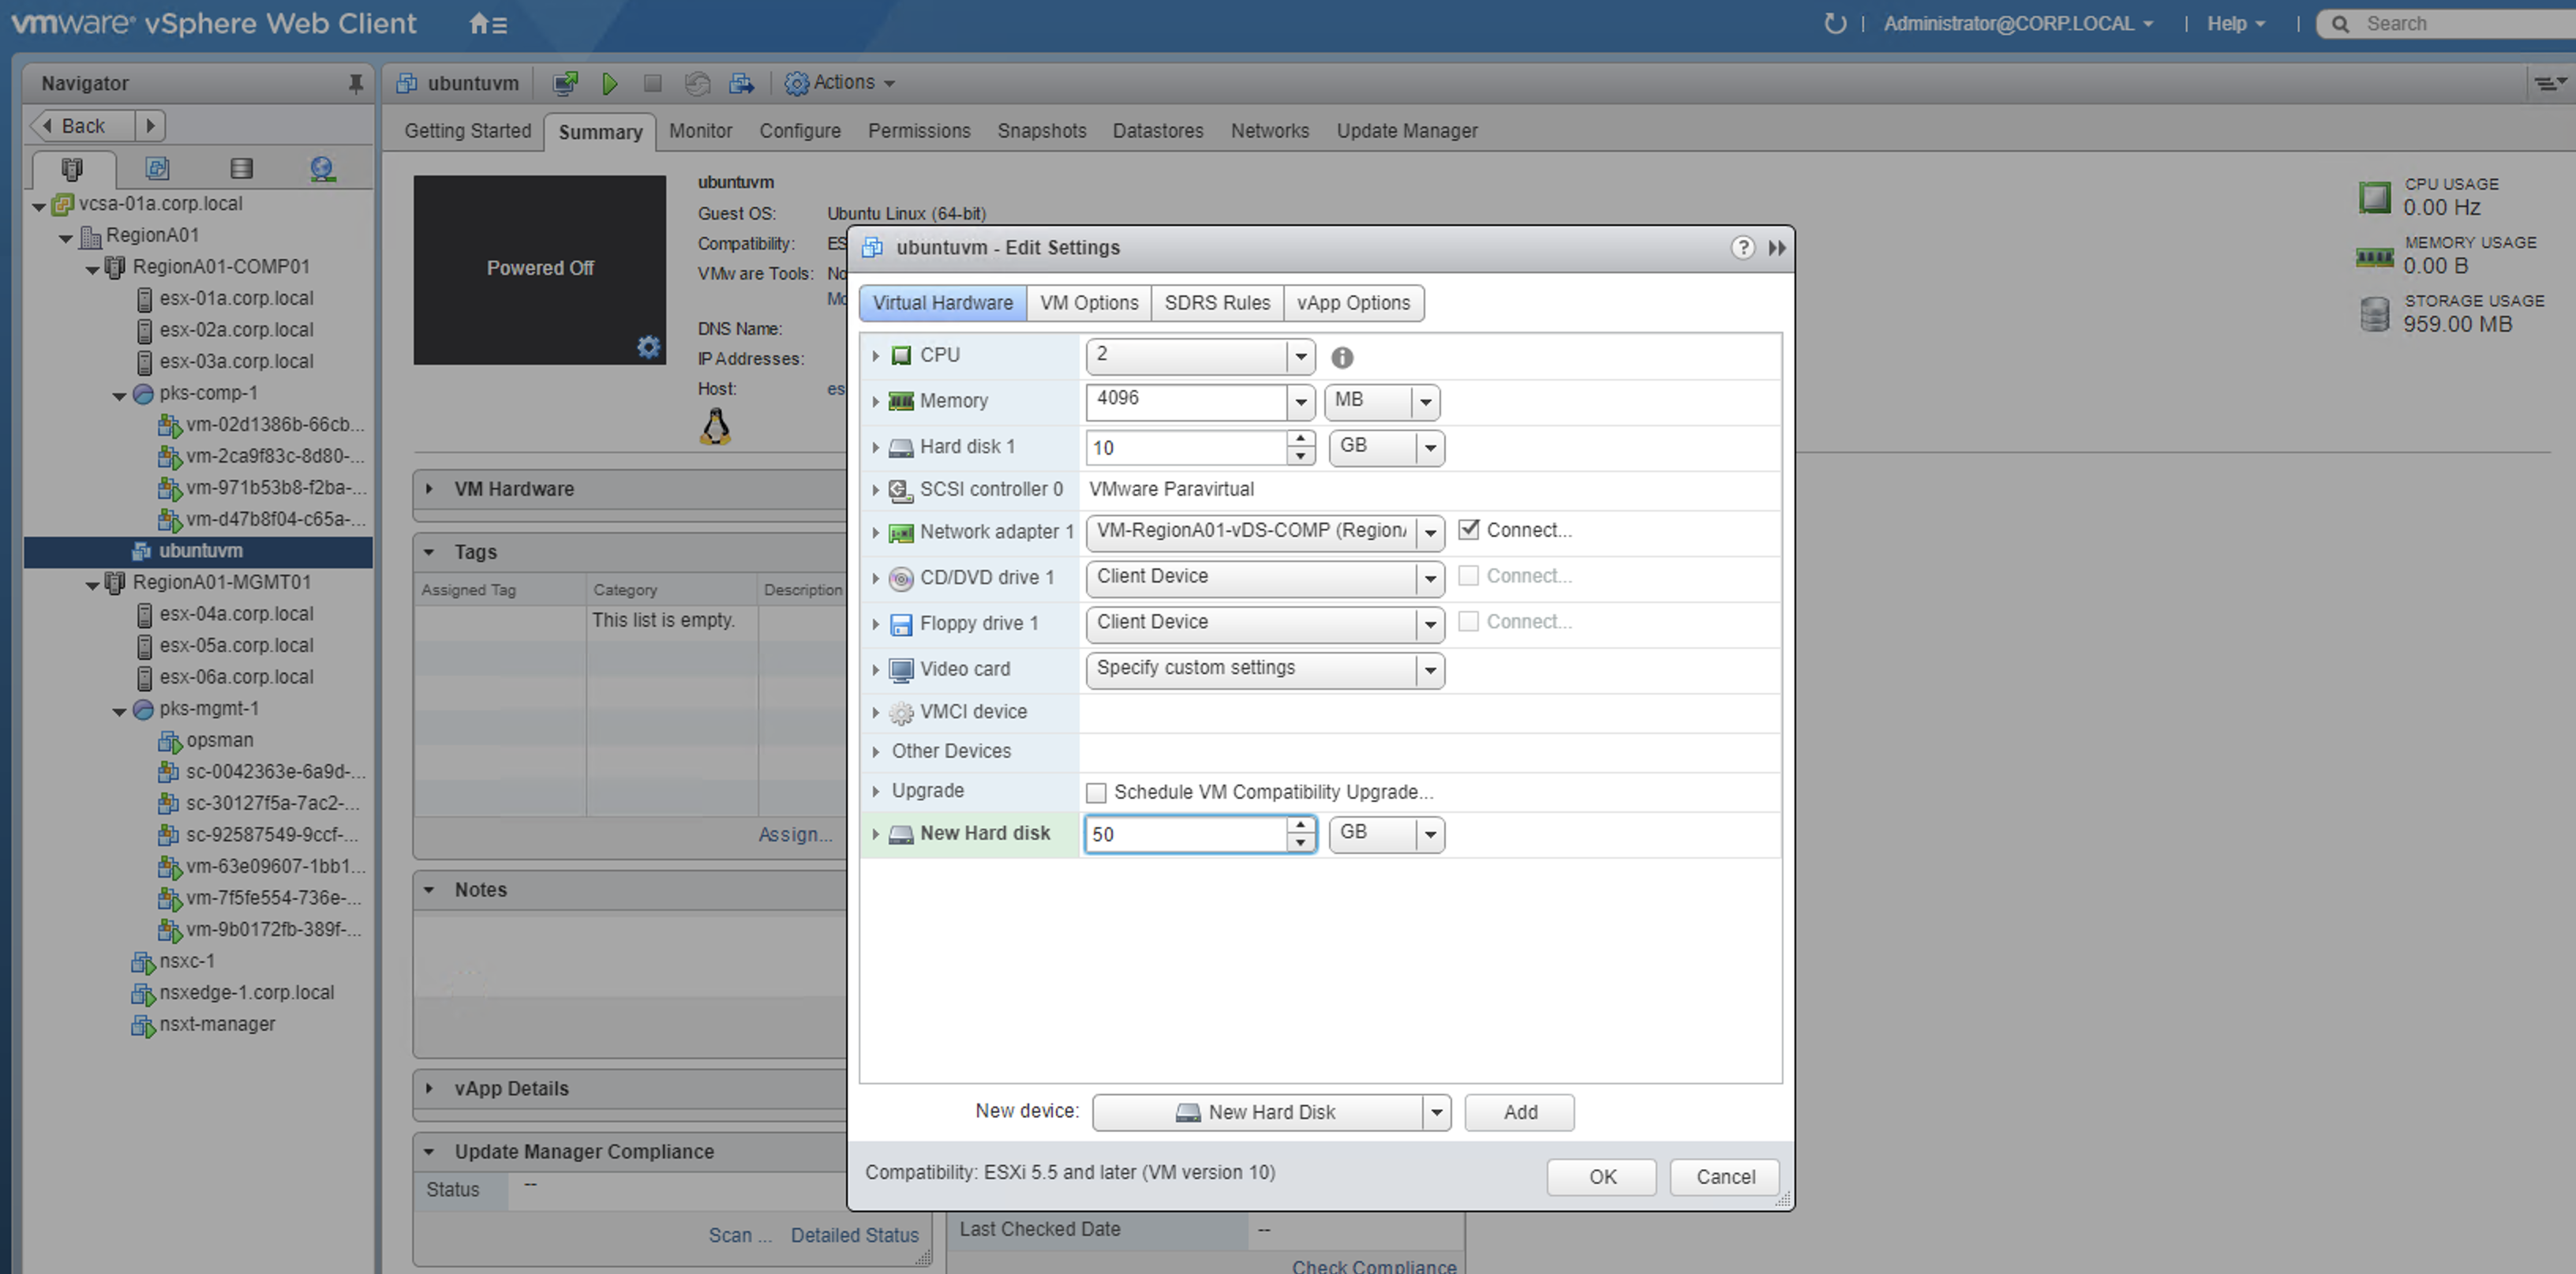 vmware® vSphere Web Client
Administrator@CORP.LOCAL
Help
Search
Navigator
Back
vcsa-01a.corp.local
RegionA01
RegionA01-COMP01
esx-01a.corp.local
esx-02a.corp.local
esx-03a.corp.local
pks-comp-1
vm-02d1386b-66cb...
vm-2ca9f83c-8d80-...
vm-971b53b8-f2ba-...
vm-d47b8f04-c65a-...
ubuntuvm
RegionA01-MGMT01
esx-04a.corp.local
esx-05a.corp.local
esx-06a.corp.local
pks-mgmt-1
opsman
sc-0042363e-6a9d-...
sc-30127f5a-7ac2-...
sc-92587549-9ccf-...
vm-63e09607-1bb1...
vm-7f5fe554-736e-...
vm-9b0172fb-389f-...
nsxc-1
nsxedge-1.corp.local
nsxt-manager
ubuntuvm
Actions
Getting Started
Summary
Monitor
Configure
Permissions
Snapshots
Datastores
Networks
Update Manager
Powered Off
ubuntuvm
Guest OS: Ubuntu Linux (64-bit)
Compatibility: ES
VMware Tools: No
Mo
DNS Name:
IP Addresses:
Host: es
CPU USAGE
0.00 Hz
MEMORY USAGE
0.00 B
STORAGE USAGE
959.00 MB
VM Hardware
Tags
Assigned Tag Category Description
This list is empty.
Assign...
Notes
vApp Details
Update Manager Compliance
Status --
Scan ... Detailed Status
Last Checked Date --
Check Compliance
ubuntuvm - Edit Settings
?
Virtual Hardware
VM Options
SDRS Rules
vApp Options
CPU 2
Memory 4096 MB
Hard disk 1 10 GB
SCSI controller 0 VMware Paravirtual
Network adapter 1 VM-RegionA01-vDS-COMP (Region Connect...
CD/DVD drive 1 Client Device Connect...
Floppy drive 1 Client Device Connect...
Video card Specify custom settings
VMCI device
Other Devices
Upgrade Schedule VM Compatibility Upgrade...
New Hard disk 50 GB
New device: New Hard Disk Add
Compatibility: ESXi 5.5 and later (VM version 10)
OK
Cancel